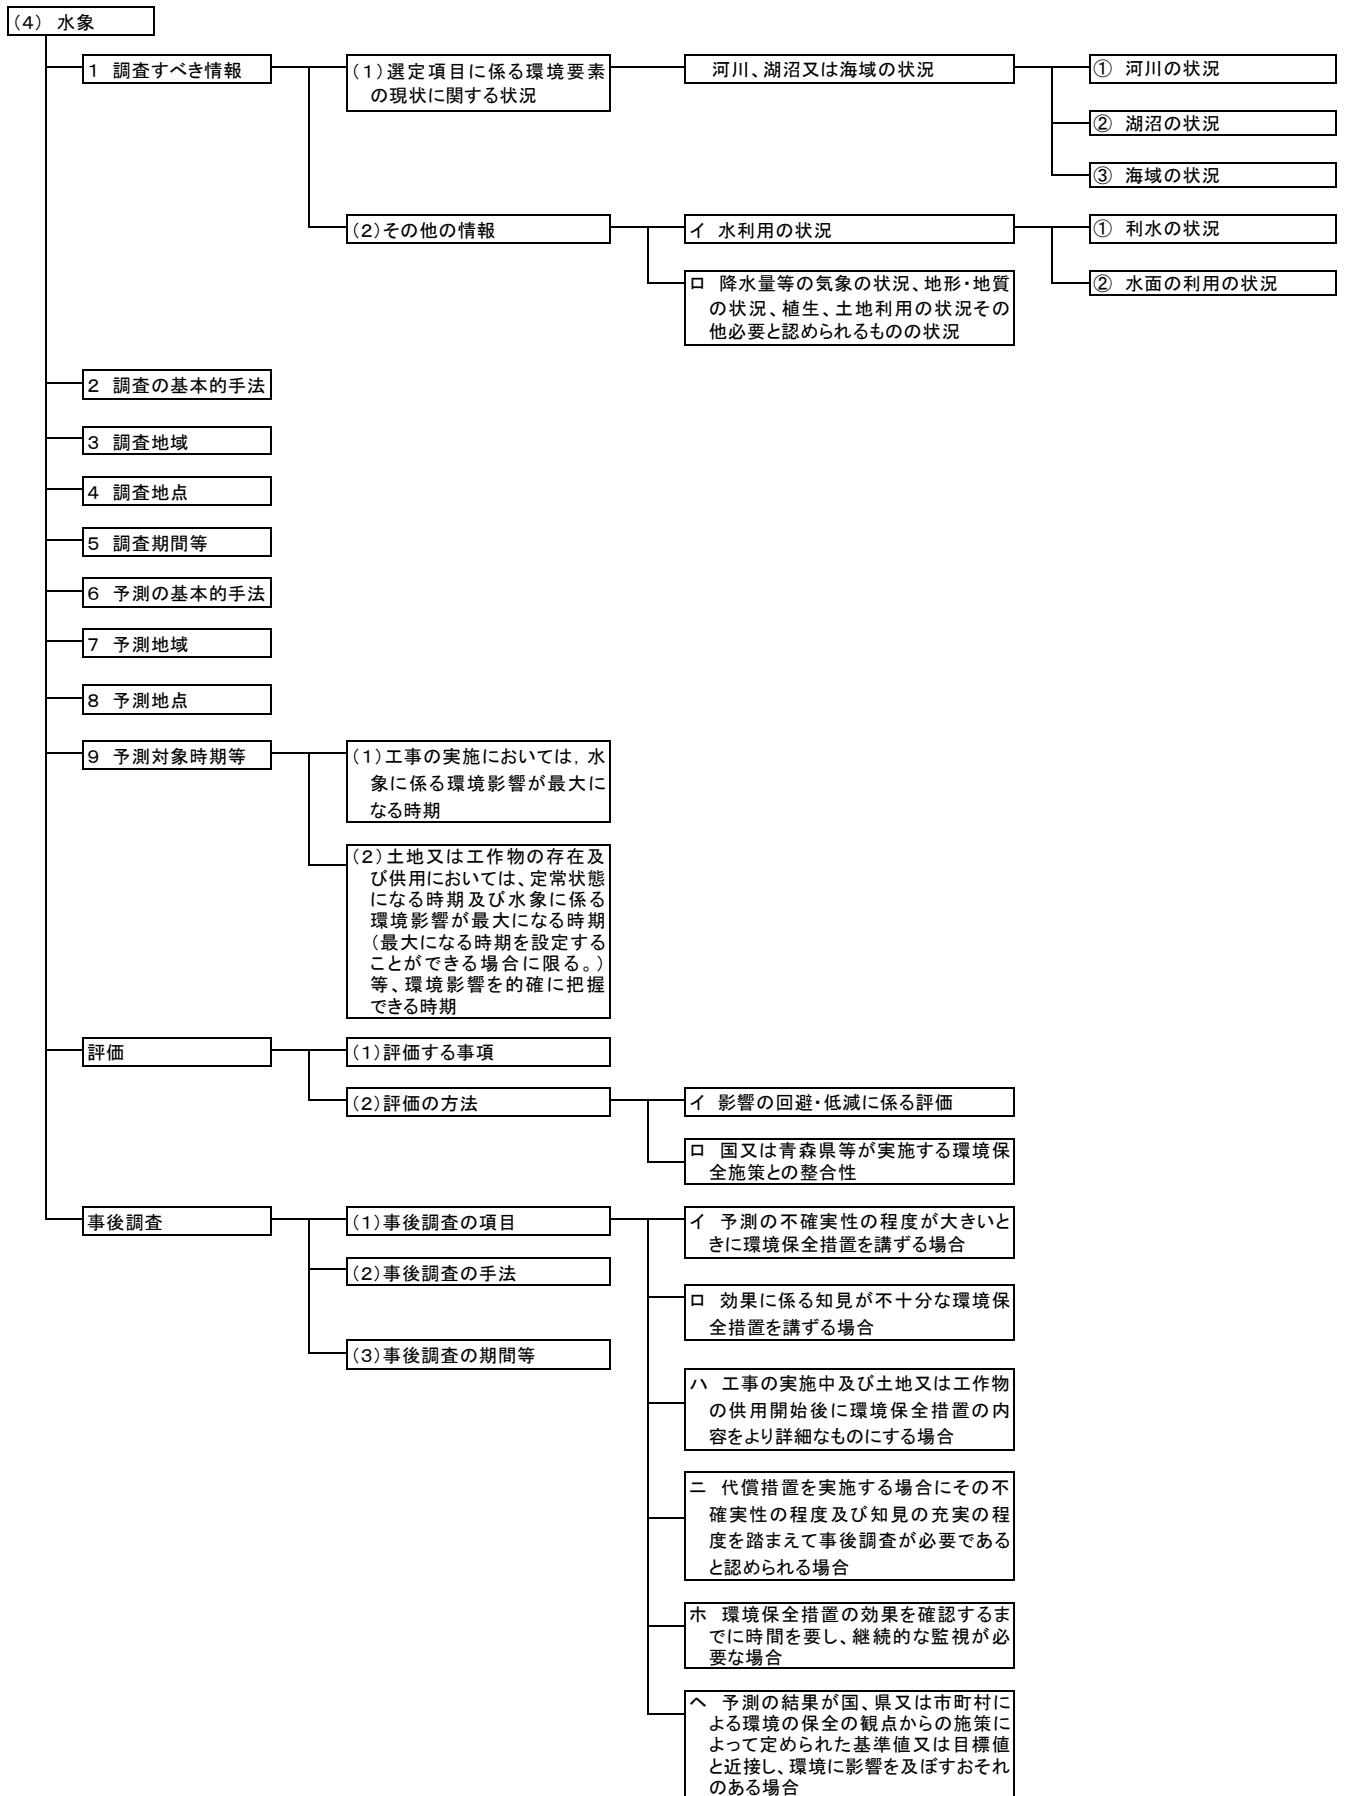 (4) 水象
1 調査すべき情報
(1)選定項目に係る環境要素
の現状に関する状況
河川、湖沼又は海域の状況
① 河川の状況
② 湖沼の状況
③ 海域の状況
(2)その他の情報
イ 水利用の状況
① 利水の状況
② 水面の利用の状況
ロ 降水量等の気象の状況、地形・地質
の状況、植生、土地利用の状況その
他必要と認められるものの状況
2 調査の基本的手法
3 調査地域
4 調査地点
5 調査期間等
6 予測の基本的手法
7 予測地域
8 予測地点
9 予測対象時期等
(1)工事の実施においては，水
象に係る環境影響が最大に
なる時期
(2)土地又は工作物の存在及
び供用においては、定常状態
になる時期及び水象に係る
環境影響が最大になる時期
(最大になる時期を設定する
ことができる場合に限る。)
等、環境影響を的確に把握
できる時期
評価
(1)評価する事項
(2)評価の方法
イ 影響の回避・低減に係る評価
ロ 国又は青森県等が実施する環境保
全施策との整合性
事後調査
(1)事後調査の項目
(2)事後調査の手法
(3)事後調査の期間等
イ 予測の不確実性の程度が大きいと
きに環境保全措置を講ずる場合
ロ 効果に係る知見が不十分な環境保
全措置を講ずる場合
ハ 工事の実施中及び土地又は工作物
の供用開始後に環境保全措置の内
容をより詳細なものにする場合
ニ 代償措置を実施する場合にその不
確実性の程度及び知見の充実の程
度を踏まえて事後調査が必要である
と認められる場合
ホ 環境保全措置の効果を確認するま
でに時間を要し、継続的な監視が必
要な場合
ヘ 予測の結果が国、県又は市町村に
よる環境の保全の観点からの施策に
よって定められた基準値又は目標値
と近接し、環境に影響を及ぼすおそれ
のある場合